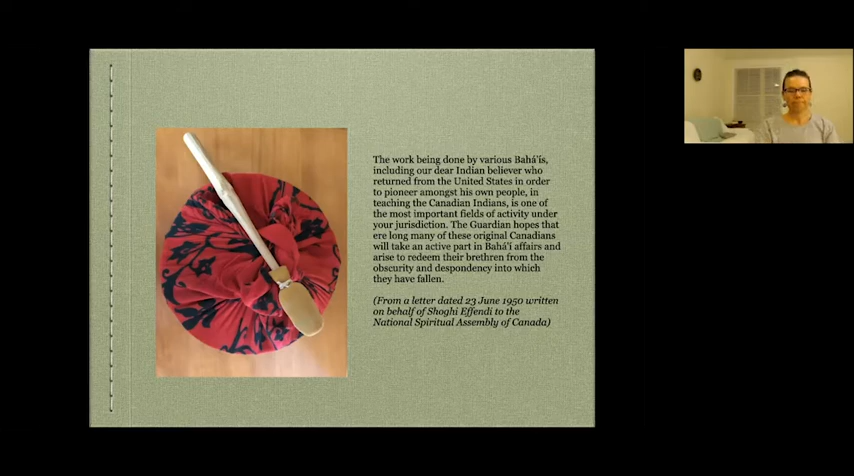 The work being done by various Bahá'ís,
including our dear Indian believer who
returned from the United States in order
to pioneer amongst his own people, in
teaching the Canadian Indians, is one of
the most important fields of activity under
your jurisdiction. The Guardian hopes that
ere long many of these original Canadians
will take an active part in Bahá'í affairs and
arise to redeem their brethren from the
obscurity and despondency into which
they have fallen.
(From a letter dated 23 June 1950 written
on behalf of Shoghi Effendi to the
National Spiritual Assembly of Canada)